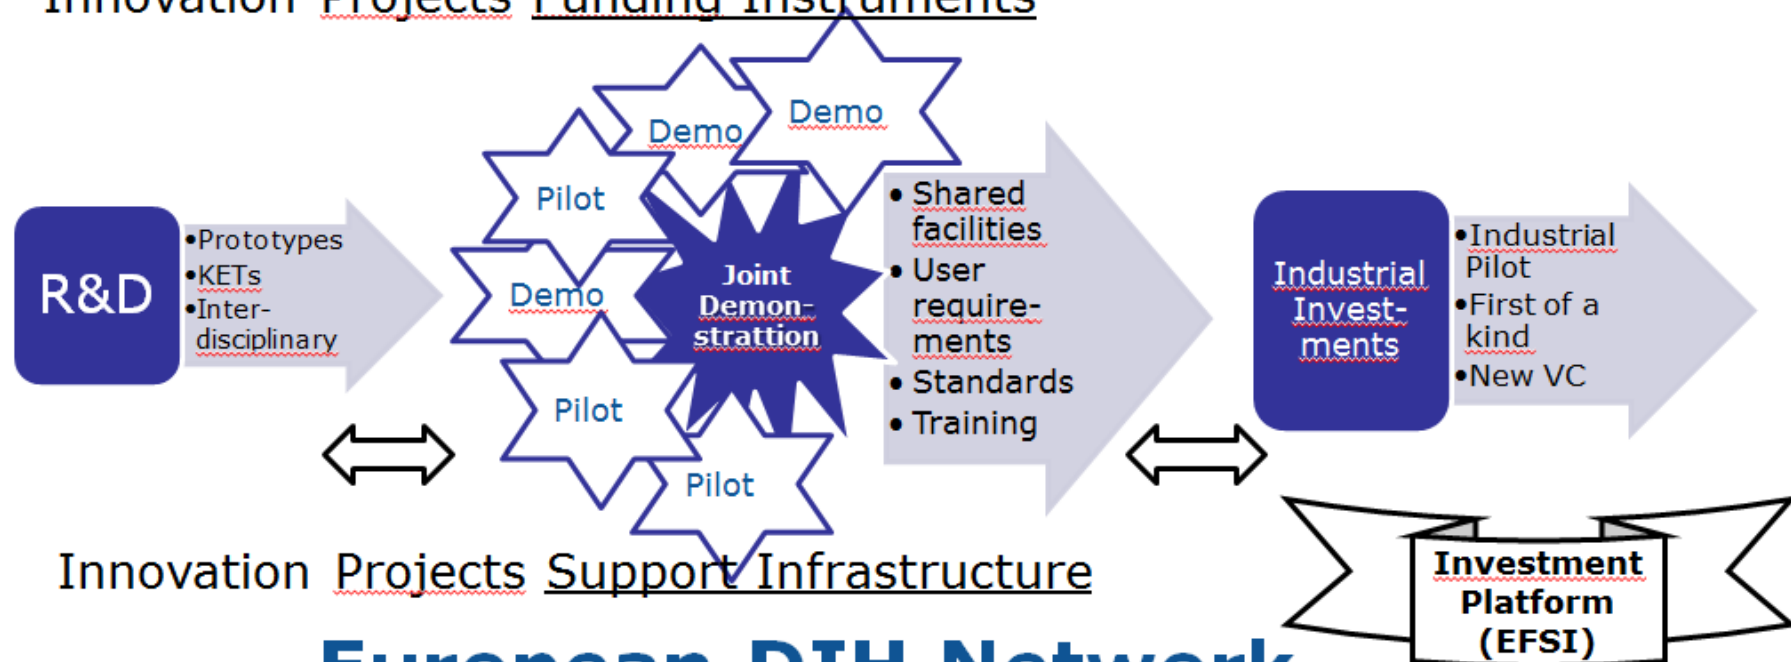 Innovation Projects Funding Instruments
Demo
Demo
Pilot
Demo
Pilot
Pilot
R&D
•Prototypes
•KETs
•Inter-
disciplinary
Joint
Demon-
strattion
• Shared
facilities
• User
require-
ments
• Standards
• Training
Industrial
Invest-
ments
•Industrial
Pilot
•First of a
kind
•New VC
Innovation Projects Support Infrastructure
Investment
Platform
(EFSI)
European DIH Network